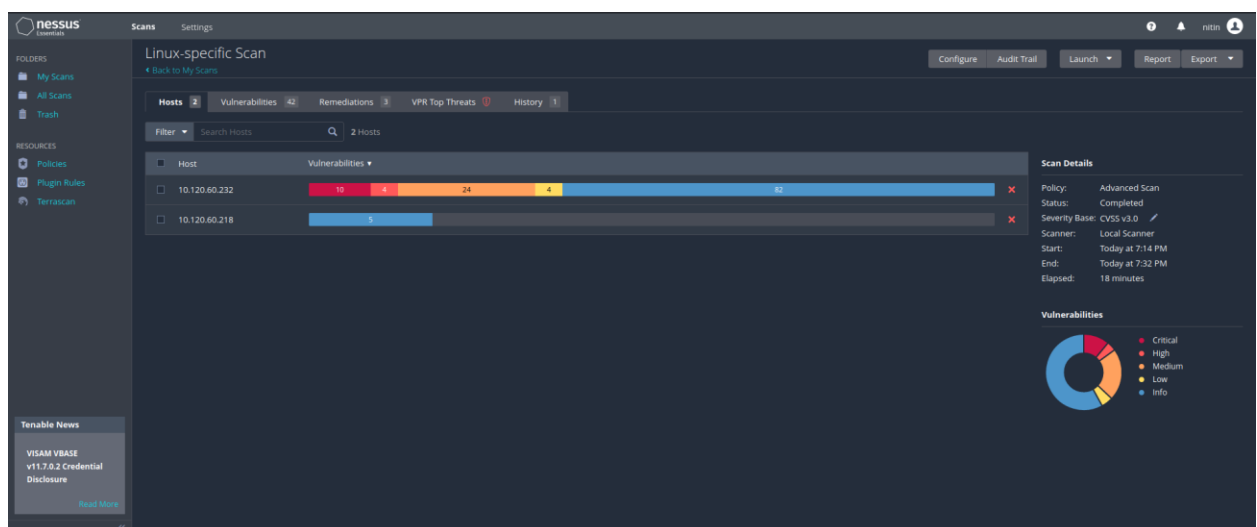 nessus
Essentials
Scans Settings
nitin
FOLDERS
My Scans
All Scans
Trash
RESOURCES
Policies
Plugin Rules
Terrascan
Tenable News
VISAM VBASE
v11.7.0.2 Credential
Disclosure
Read More
Linux-specific Scan
Back to My Scans
Configure Audit Trail Launch Report Export
Hosts 2 Vulnerabilities 42 Remediations 3 VPR Top Threats History 1
Filter Search Hosts 2 Hosts
Host Vulnerabilities
10.120.60.232 10 4 24 4 82
10.120.60.218 5
Scan Details
Policy: Advanced Scan
Status: Completed
Severity Base: CVSS v3.0
Scanner: Local Scanner
Start: Today at 7:14 PM
End: Today at 7:32 PM
Elapsed: 18 minutes
Vulnerabilities
Critical
High
Medium
Low
Info